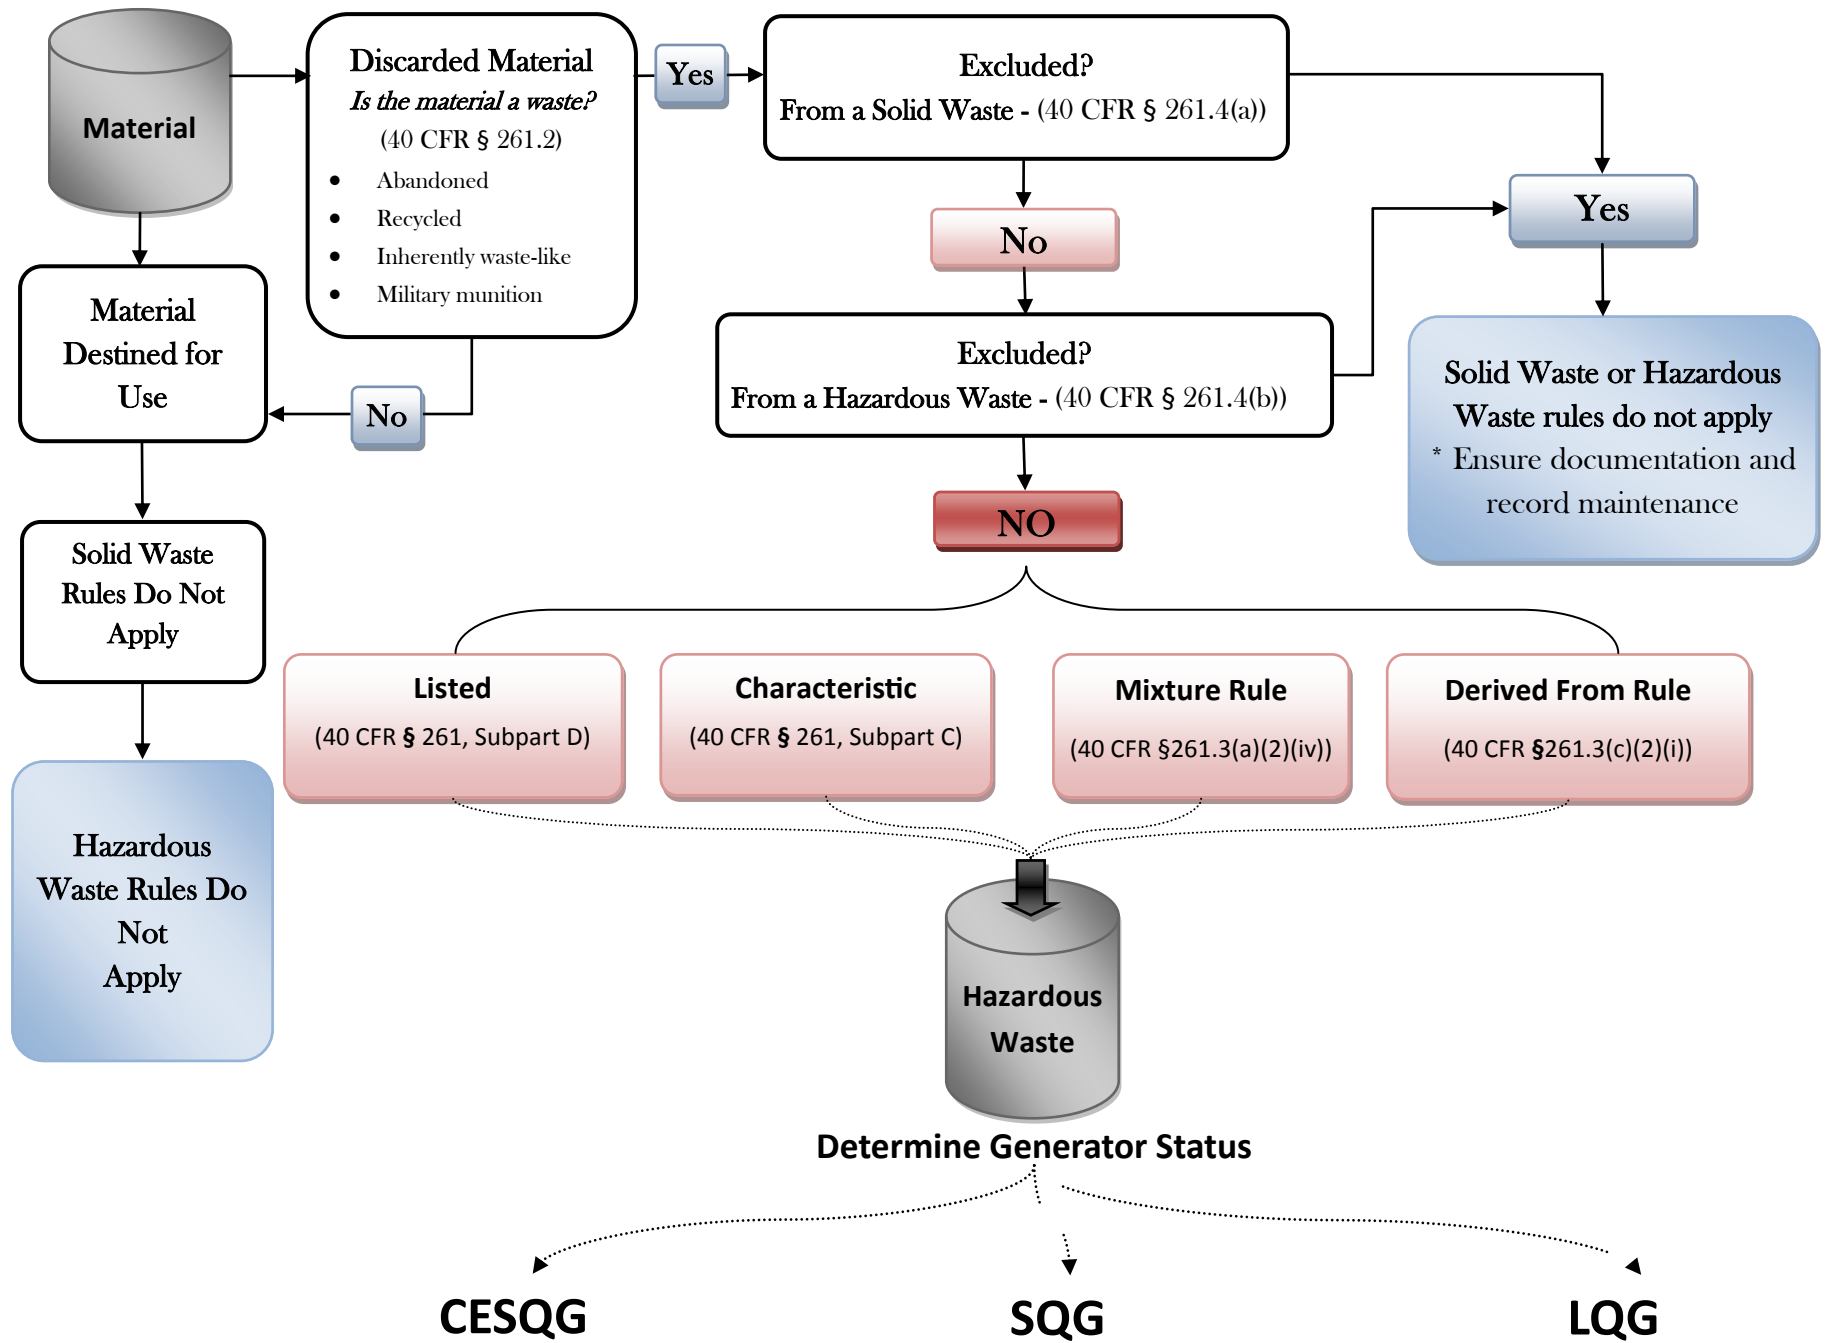 Material
Discarded Material
Is the material a waste?
(40 CFR § 261.2)
• Abandoned
• Recycled
• Inherently waste-like
• Military munition
Yes
Excluded?
From a Solid Waste - (40 CFR § 261.4(a))
No
Yes
Excluded?
From a Hazardous Waste - (40 CFR § 261.4(b))
Solid Waste or Hazardous
Waste rules do not apply
* Ensure documentation and
record maintenance
Material
Destined for
Use
No
NO
Solid Waste
Rules Do Not
Apply
Listed
(40 CFR § 261, Subpart D)
Characteristic
(40 CFR § 261, Subpart C)
Mixture Rule
(40 CFR §261.3(a)(2)(iv))
Derived From Rule
(40 CFR §261.3(c)(2)(i))
Hazardous
Waste Rules Do
Not
Apply
Hazardous
Waste
Determine Generator Status
CESQG
SQG
LQG